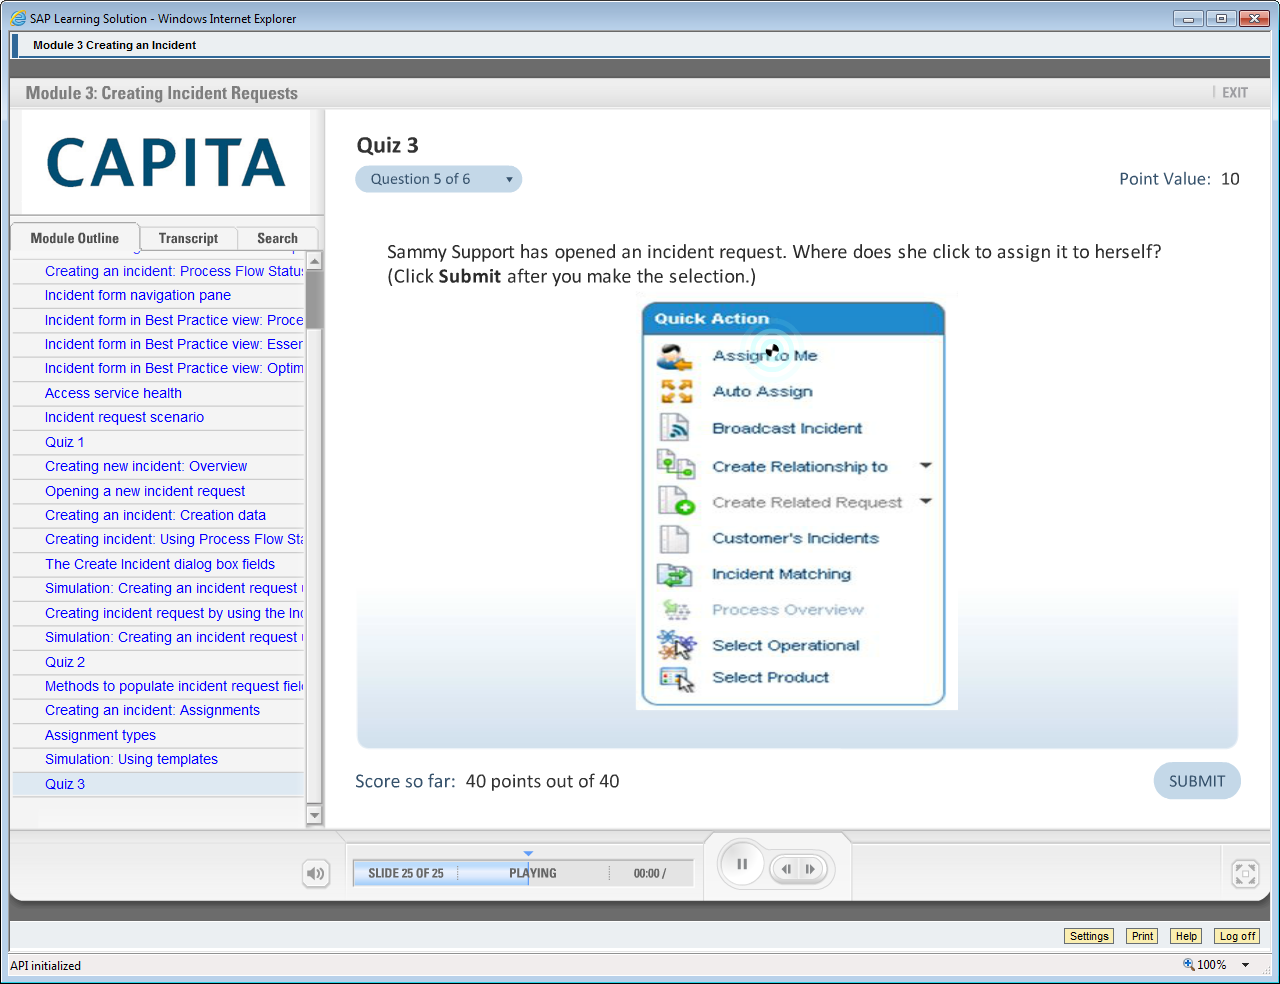 SAP Learning Solution - Windows Internet Explorer
Module 3 Creating an Incident
Module 3: Creating Incident Requests
EXIT
CAPITA
Module Outline
Transcript
Search
Creating an incident: Process Flow Status
Incident form navigation pane
Incident form in Best Practice view: Proce
Incident form in Best Practice view: Esser
Incident form in Best Practice view: Optim
Access service health
Incident request scenario
Quiz 1
Creating new incident: Overview
Opening a new incident request
Creating an incident: Creation data
Creating incident: Using Process Flow Sta
The Create Incident dialog box fields
Simulation: Creating an incident request
Creating incident request by using the Inc
Simulation: Creating an incident request
Quiz 2
Methods to populate incident request field
Creating an incident: Assignments
Assignment types
Simulation: Using templates
Quiz 3
Quiz 3
Question 5 of 6
Point Value: 10
Sammy Support has opened an incident request. Where does she click to assign it to herself?
(Click Submit after you make the selection.)
Quick Action
Assign to Me
Auto Assign
Broadcast Incident
Create Relationship to
Create Related Request
Customer's Incidents
Incident Matching
Process Overview
Select Operational
Select Product
Score so far: 40 points out of 40
SUBMIT
SLIDE 25 OF 25
PLAYING
00:00 /
Settings
Print
Help
Log off
API initialized
100%